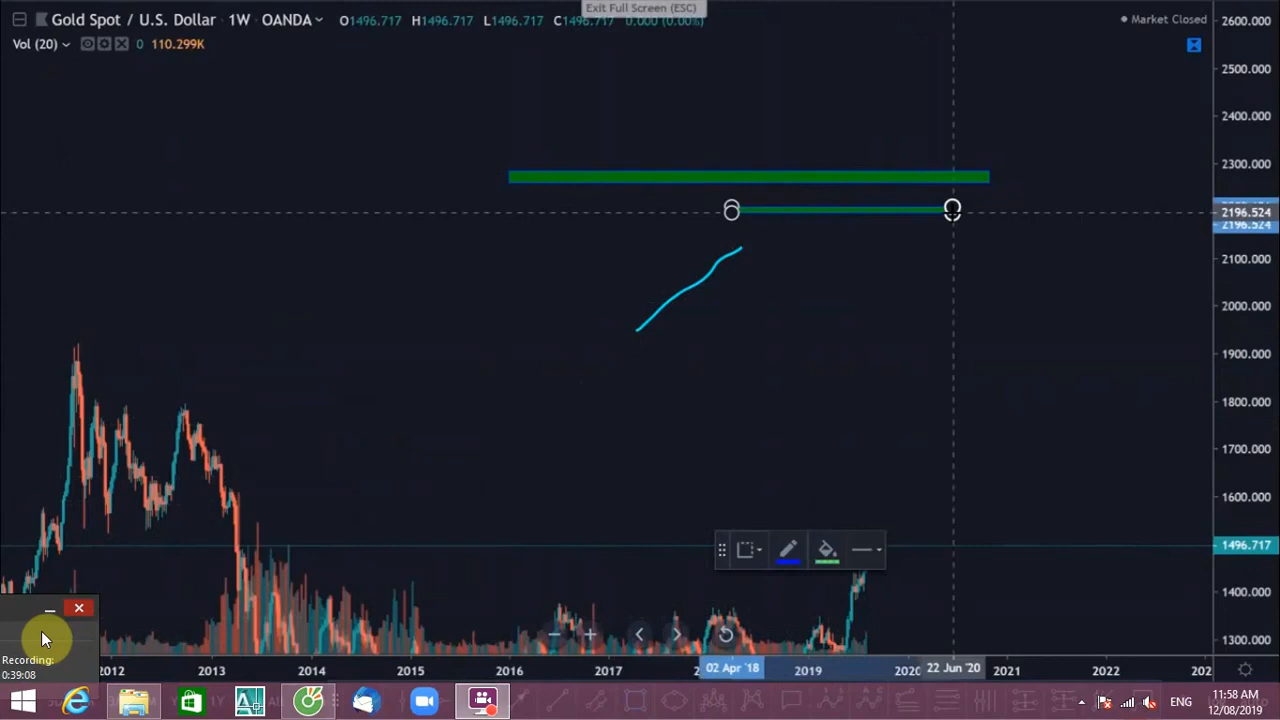 Exit Full Screen (ESC)
Gold Spot / U.S. Dollar · 1W · OANDA O1496.717 H1496.717 L1496.717 C1496.717 0.000 (0.00%)
Market Closed
Vol (20) 0 110.299K
2600.000
2500.000
2400.000
2300.000
2196.524
2196.524
2100.000
2000.000
1900.000
1800.000
1700.000
1600.000
1496.717
1400.000
1300.000
Recording:
0:39:08
2012 2013 2014 2015 2016 2017 02 Apr '18 2019 2020 22 Jun '20 2021 2022 202
11:58 AM
ENG
12/08/2019